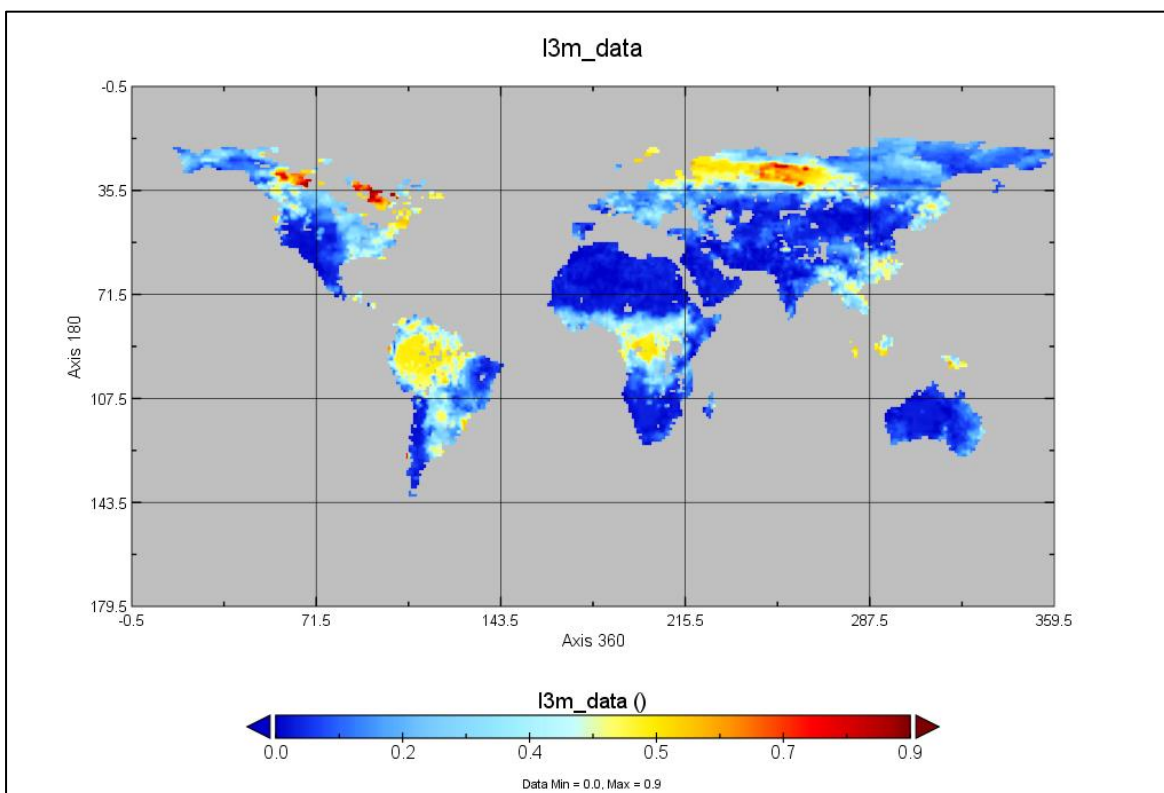 l3m_data
-0.5
35.5
71.5
107.5
143.5
179.5
Axis 180
-0.5 71.5 143.5 215.5 287.5 359.5
Axis 360
l3m_data ()
0.0 0.2 0.4 0.5 0.7 0.9
Data Min = 0.0, Max = 0.9